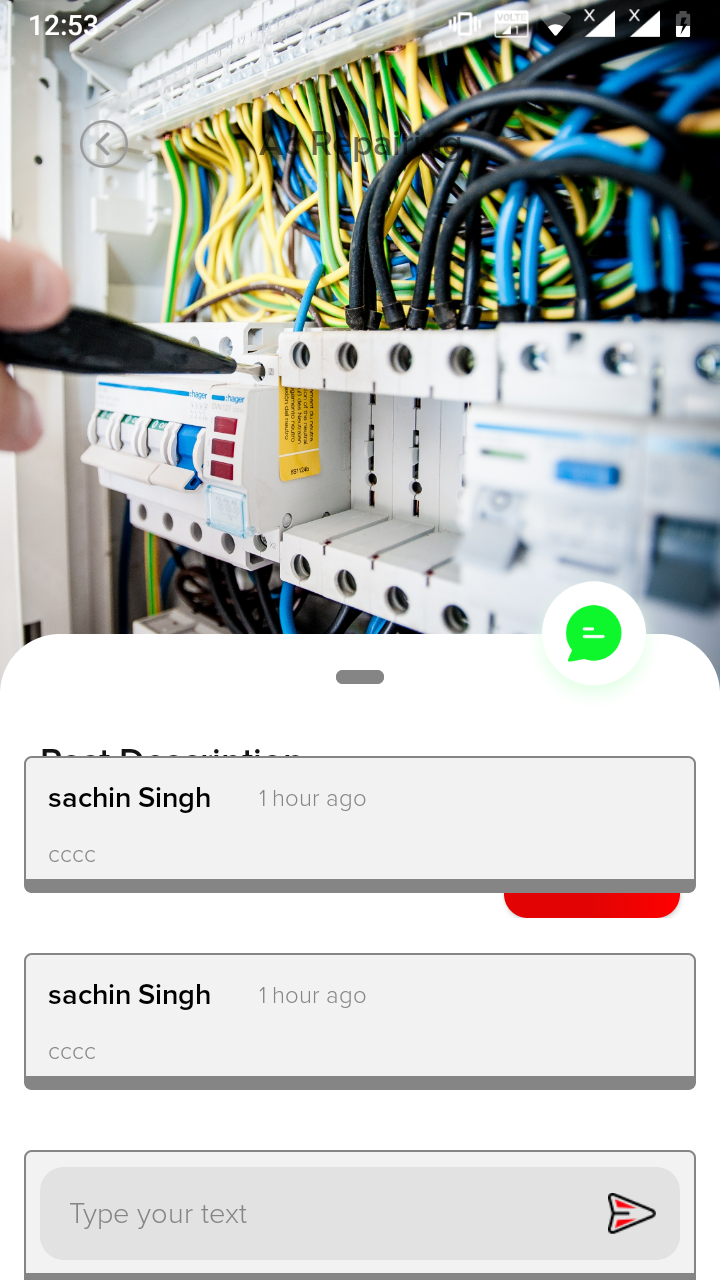 12:53
VOLTE
Ac Repairing
:hager
:hager
Post Description
sachin Singh 1 hour ago
cccc
sachin Singh 1 hour ago
cccc
Type your text